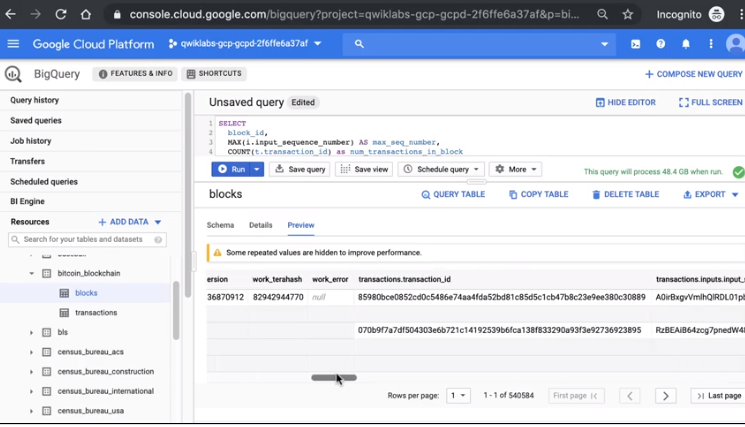 console.cloud.google.com/bigquery?project=qwiklabs-gcp-gcpd-2f6ffe6a37af&p=bi...
Incognito
Google Cloud Platform
qwiklabs-gcp-gcpd-2f6ffe6a37af
BigQuery
FEATURES & INFO
SHORTCUTS
+ COMPOSE NEW QUERY
Query history
Saved queries
Job history
Transfers
Scheduled queries
BI Engine
Resources
+ ADD DATA
Search for your tables and datasets
bitcoin_blockchain
blocks
transactions
bls
census_bureau_acs
census_bureau_construction
census_bureau_international
census_bureau_usa
Unsaved query Edited
HIDE EDITOR
FULL SCREEN
1 SELECT
2 block_id,
3 MAX(i.input_sequence_number) AS max_seq_number,
4 COUNT(t.transaction_id) as num_transactions_in_block
Run
Save query
Save view
Schedule query
More
This query will process 48.4 GB when run.
blocks
QUERY TABLE
COPY TABLE
DELETE TABLE
EXPORT
Schema Details Preview
Some repeated values are hidden to improve performance.
ersion work_terahash work_error transactions.transaction_id transactions.inputs.input_s
36870912 82942944770 null 85980bce0852cd0c5486e74aa4fda52bd81c85d5c1cb47b8c23e9ee380c30889 A0irBxgvVmlhQlRDL01pb
070b9f7a7df504303e6b721c14192539b6fca138f833290a93f3e92736923895 RzBEAiB64zcg7pnedW4l
Rows per page: 1 1 - 1 of 540584 First page |< < > >| Last page